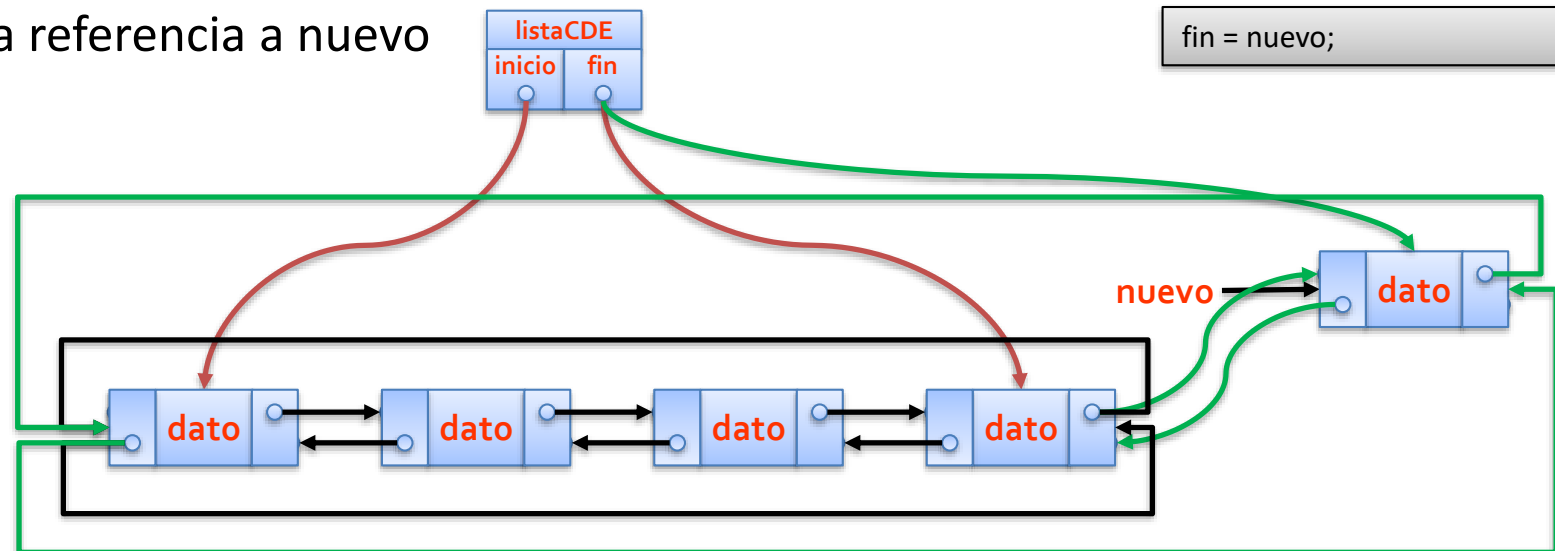 a referencia a nuevo
listaCDE
inicio fin
fin = nuevo;
nuevo
dato
dato
dato
dato
dato